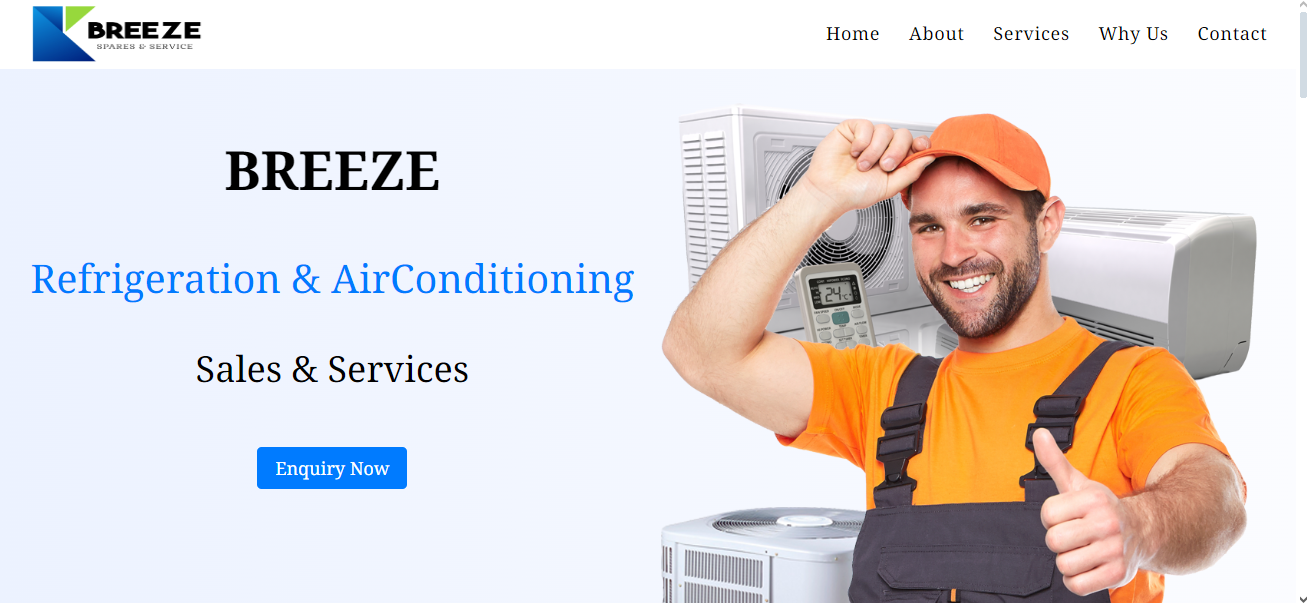 BREEZE
SPARES & SERVICE
Home About Services Why Us Contact
BREEZE
Refrigeration & AirConditioning
Sales & Services
Enquiry Now
24°C